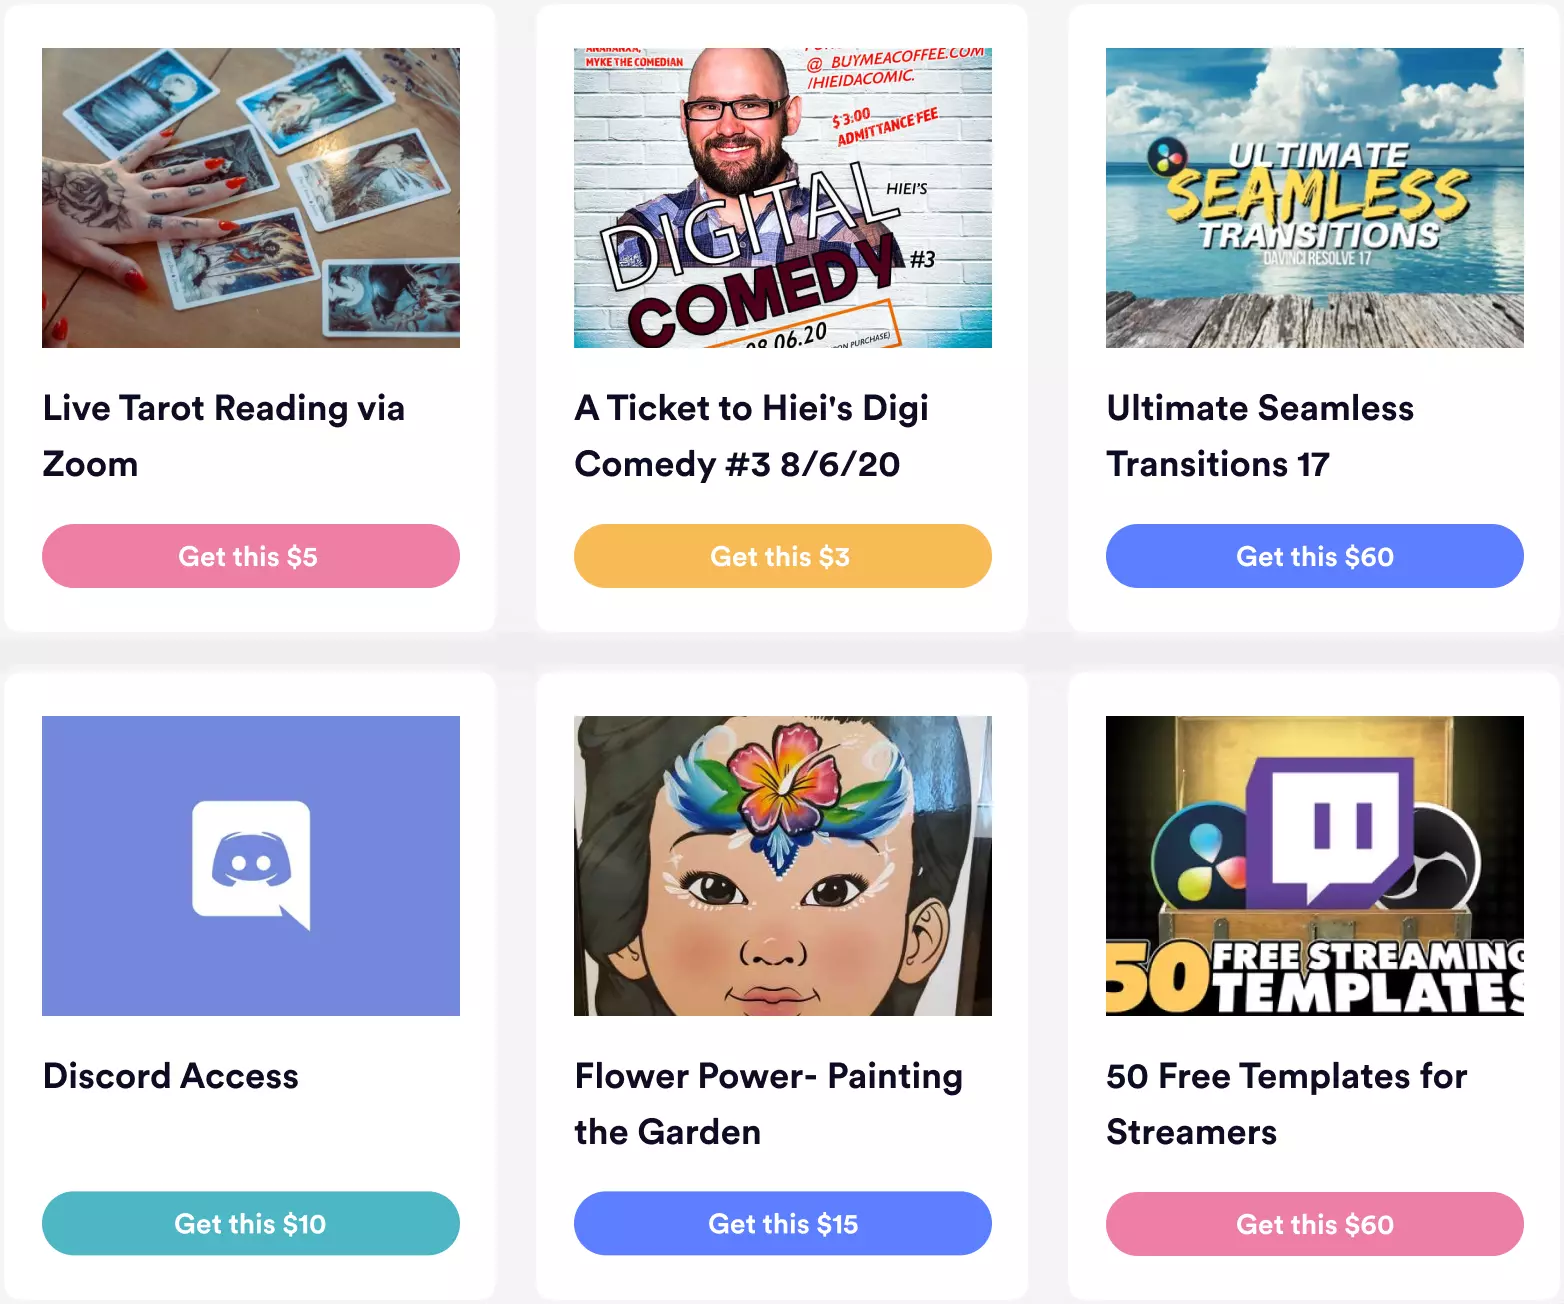 MYKE THE COMEDIAN
@ BUYMEACOFFEE.COM
/HIEIDACOMIC.
$3:00
ADMITTANCE FEE
DIGITAL
HIEI'S
COMEDY
#3
08.06.20
ON PURCHASE)
ULTIMATE
SEAMLESS
TRANSITIONS
DAVINCI RESOLVE 17
Live Tarot Reading via
Zoom
Get this $5
A Ticket to Hiei's Digi
Comedy #3 8/6/20
Get this $3
Ultimate Seamless
Transitions 17
Get this $60
50 FREE STREAMING
TEMPLATES
Discord Access
Get this $10
Flower Power- Painting
the Garden
Get this $15
50 Free Templates for
Streamers
Get this $60